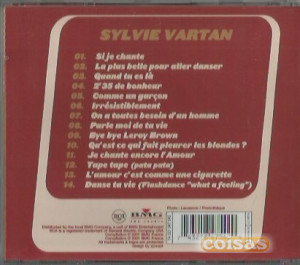 SYLVIE VARTAN
01. Si je chante
02. La plus belle pour aller danser
03. Quand tu es là
04. 2'35 de bonheur
05. Comme un garçon
06. Irrésistiblement
07. On a toutes besoin d'un homme
08. Parle moi de ta vie
09. Bye bye Leroy Brown
10. Qu'est ce qui fait pleurer les blondes ?
11. Je chante encore l'Amour
12. Tape tape (pata pata)
13. L'amour c'est comme une cigarette
14. Danse ta vie (Flashdance "what a feeling")
BMG
coisas